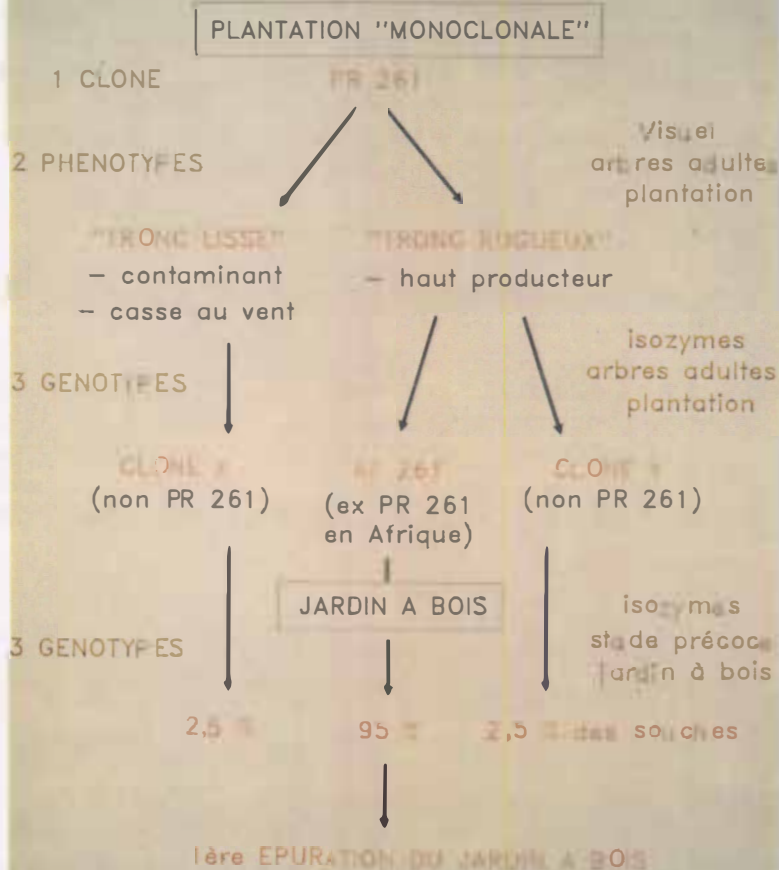 PLANTATION "MONOCLONALE"
1 CLONE PR 261
Visuel
arbres adultes
plantation
2 PHENOTYPES
"TRONC LISSE" "TRONC RUGUEUX"
– contaminant – haut producteur
– casse au vent
isozymes
arbres adultes
plantation
3 GENOTYPES
CLONE CLONE
(non PR 261) (ex PR 261 (non PR 261)
en Afrique)
JARDIN A BOIS
isozymes
stade précoce
jardin à bois
3 GENOTYPES
2,5 % 95 % 2,5 % des souches
1ère EPURATION DU JARDIN A BOIS